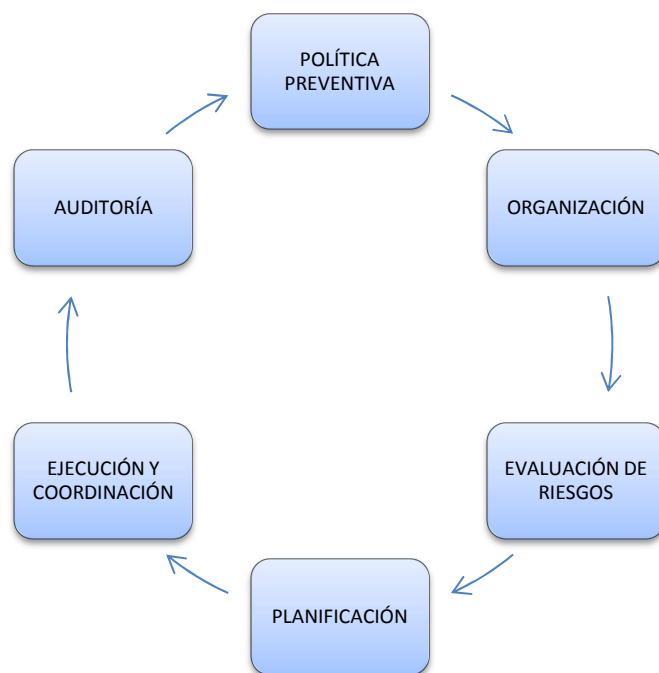 POLÍTICA
PREVENTIVA
ORGANIZACIÓN
EVALUACIÓN DE
RIESGOS
PLANIFICACIÓN
EJECUCIÓN Y
COORDINACIÓN
AUDITORÍA